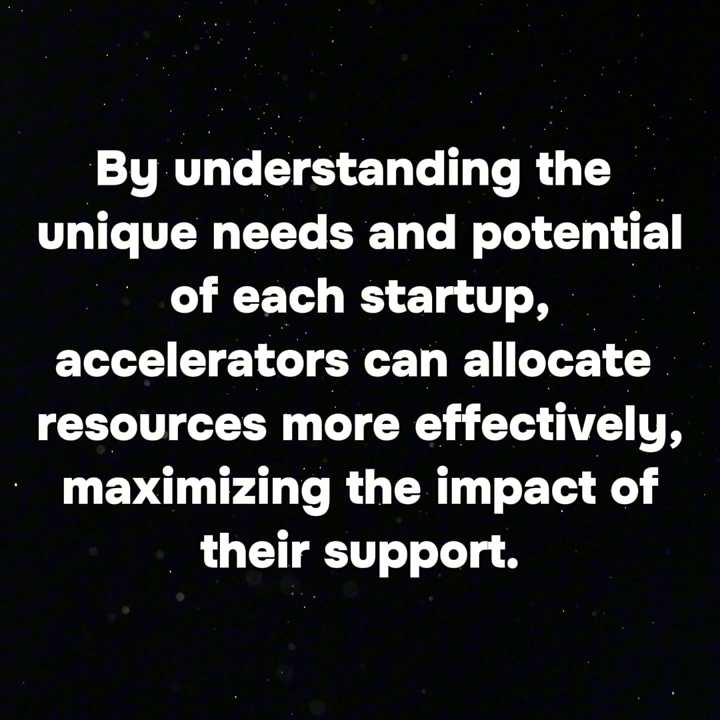 By understanding the
unique needs and potential
of each startup,
accelerators can allocate
resources more effectively,
maximizing the impact of
their support.